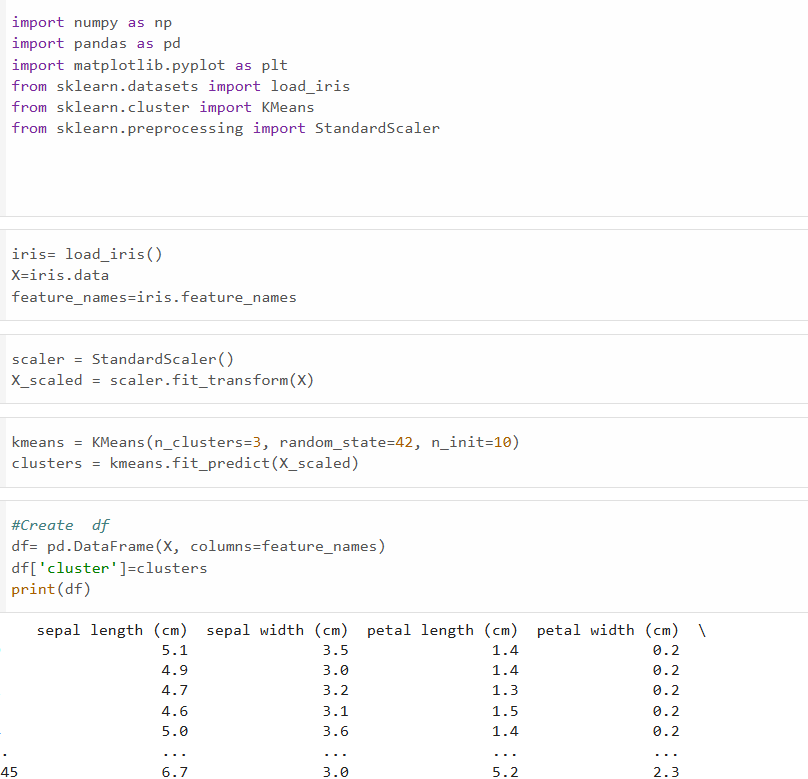 import numpy as np
import pandas as pd
import matplotlib.pyplot as plt
from sklearn.datasets import load_iris
from sklearn.cluster import KMeans
from sklearn.preprocessing import StandardScaler
iris= load_iris()
X=iris.data
feature_names=iris.feature_names
scaler = StandardScaler()
X_scaled = scaler.fit_transform(X)
kmeans = KMeans(n_clusters=3, random_state=42, n_init=10)
clusters = kmeans.fit_predict(X_scaled)
#Create  df
df= pd.DataFrame(X, columns=feature_names)
df['cluster']=clusters
print(df)
sepal length (cm)  sepal width (cm)  petal length (cm)  petal width (cm)  \
5.1 3.5 1.4 0.2
4.9 3.0 1.4 0.2
4.7 3.2 1.3 0.2
4.6 3.1 1.5 0.2
5.0 3.6 1.4 0.2
. ... ... ... ...
45 6.7 3.0 5.2 2.3